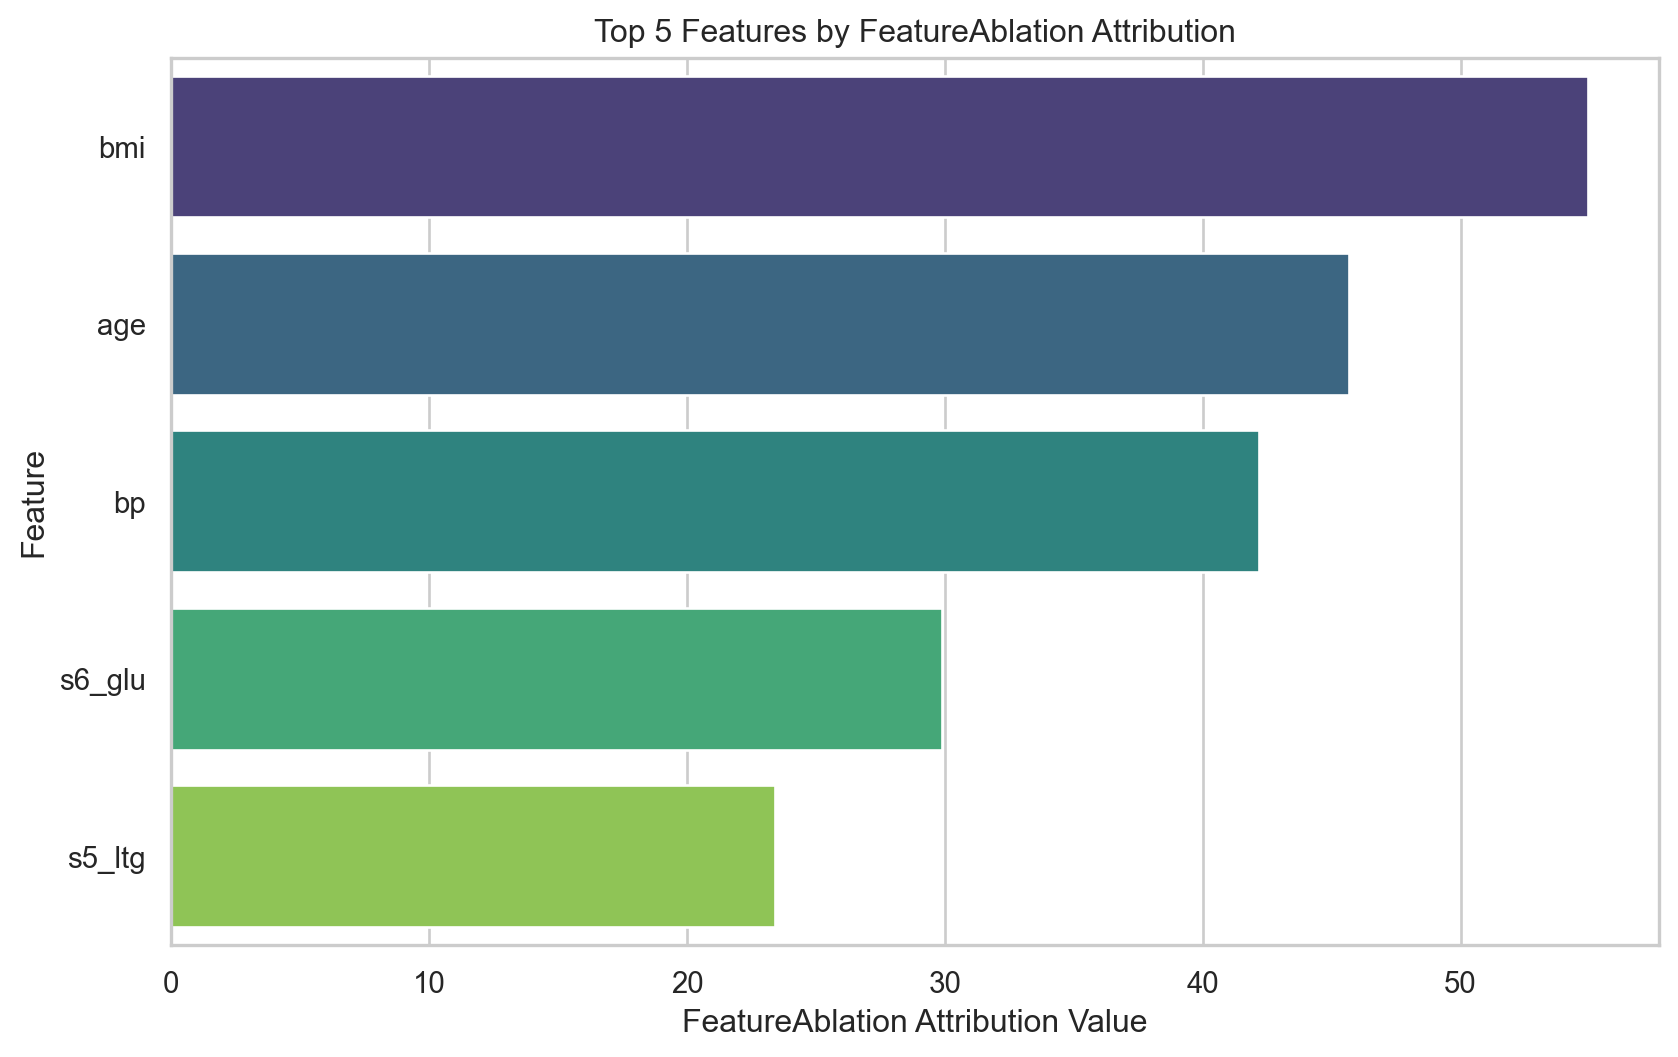 Top 5 Features by FeatureAblation Attribution
Feature
bmi
age
bp
s6_glu
s5_ltg
0 10 20 30 40 50
FeatureAblation Attribution Value